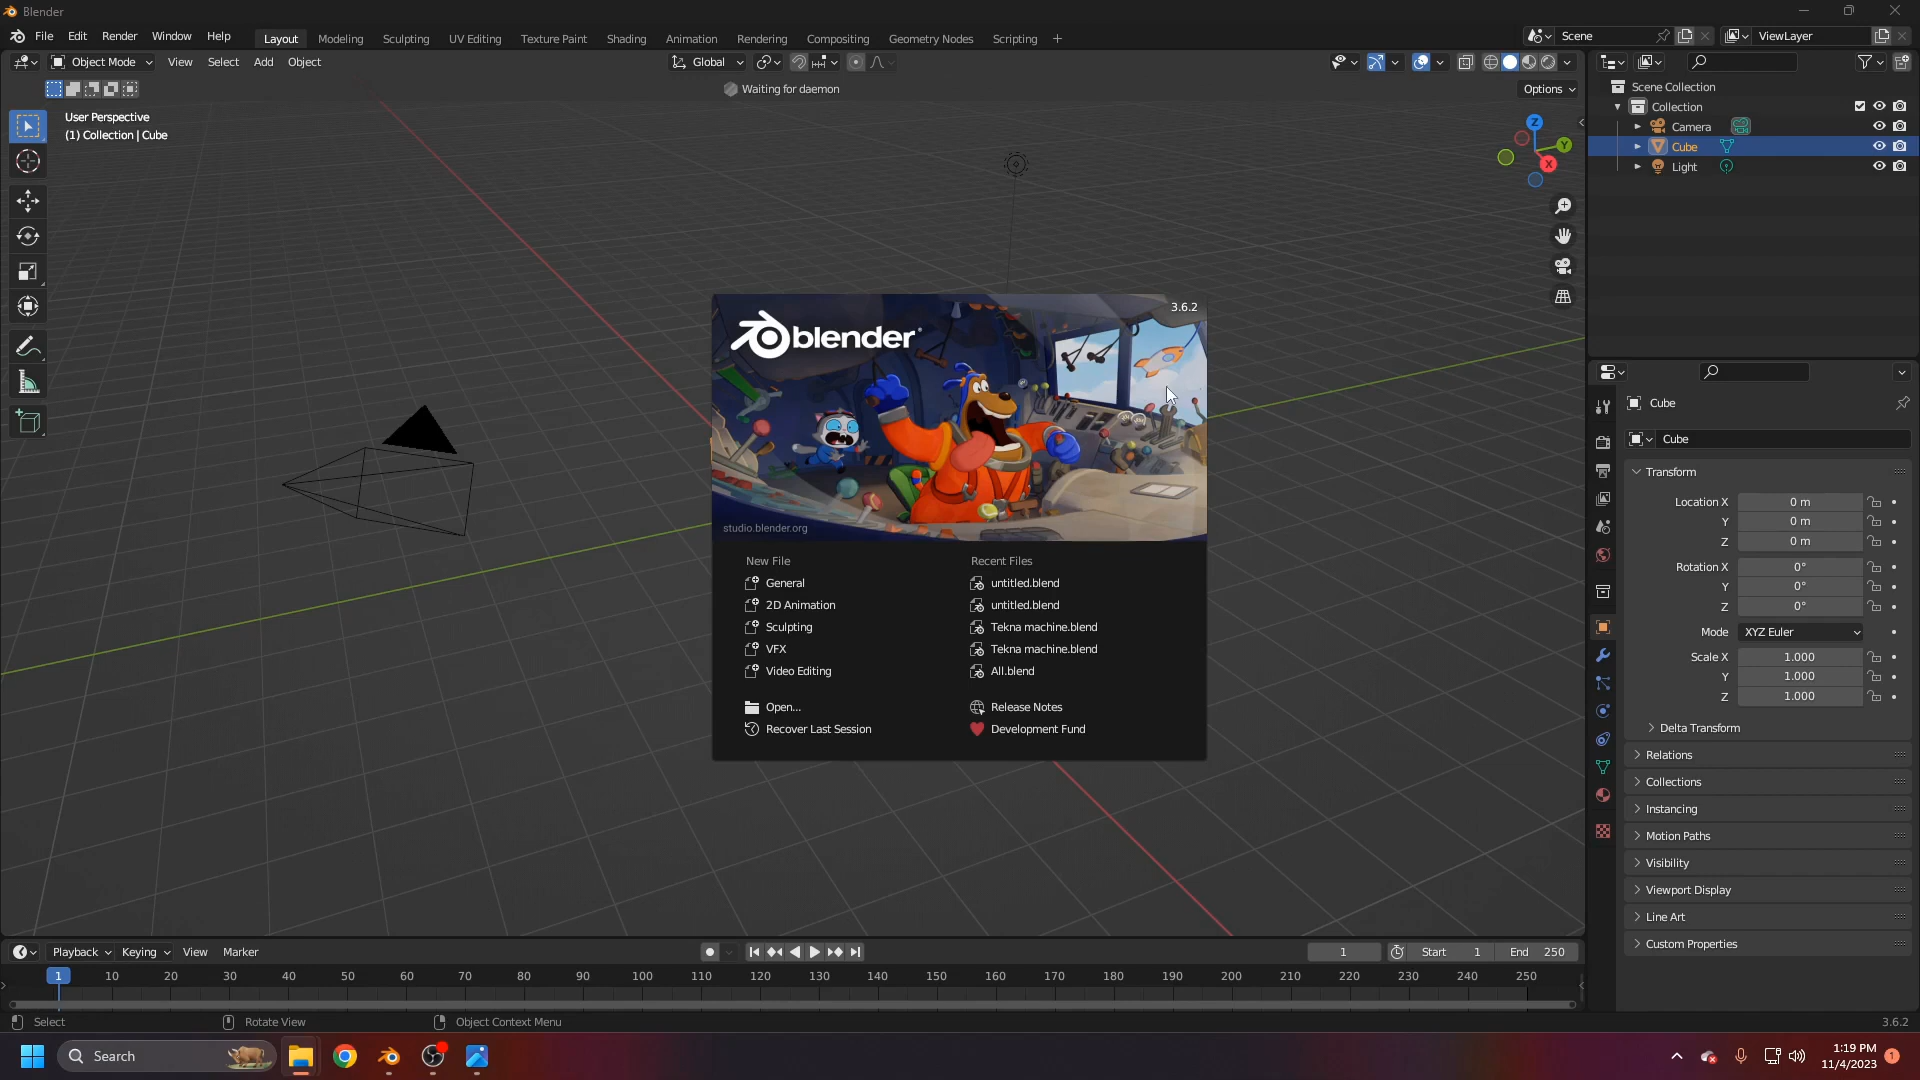 Blender
File Edit Render Window Help Layout Modeling Sculpting UV Editing Texture Paint Shading Animation Rendering Compositing Geometry Nodes Scripting + Scene ViewLayer
Object Mode View Select Add Object Global
Waiting for daemon Options
User Perspective
(1) Collection | Cube
Z
Y
X
Scene Collection
Collection
Camera
Cube
Light
3.6.2
blender
studio.blender.org
New File
General
2D Animation
Sculpting
VFX
Video Editing
Open...
Recover Last Session
Recent Files
untitled.blend
untitled.blend
Tekna machine.blend
Tekna machine.blend
All.blend
Release Notes
Development Fund
Cube
Cube
Transform
Location X 0 m
Y 0 m
Z 0 m
Rotation X 0°
Y 0°
Z 0°
Mode XYZ Euler
Scale X 1.000
Y 1.000
Z 1.000
Delta Transform
Relations
Collections
Instancing
Motion Paths
Visibility
Viewport Display
Line Art
Custom Properties
Playback Keying View Marker 1 Start 1 End 250
1 10 20 30 40 50 60 70 80 90 100 110 120 130 140 150 160 170 180 190 200 210 220 230 240 250
Select Rotate View Object Context Menu 3.6.2
Search
1:19 PM
11/4/2023
1